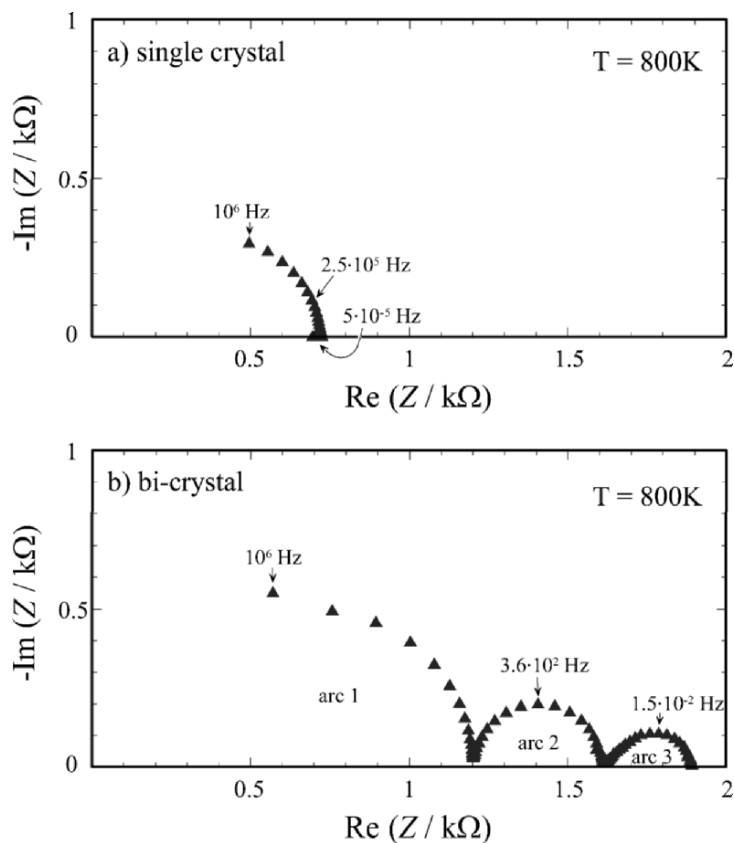 1
a) single crystal
T = 800K
-Im (Z / kΩ)
0.5
10⁶ Hz
2.5·10⁵ Hz
5·10⁻⁵ Hz
0
0.5
1
1.5
2
Re (Z / kΩ)
1
b) bi-crystal
T = 800K
-Im (Z / kΩ)
10⁶ Hz
0.5
3.6·10² Hz
1.5·10⁻² Hz
arc 1
arc 2
arc 3
0
0.5
1
1.5
2
Re (Z / kΩ)